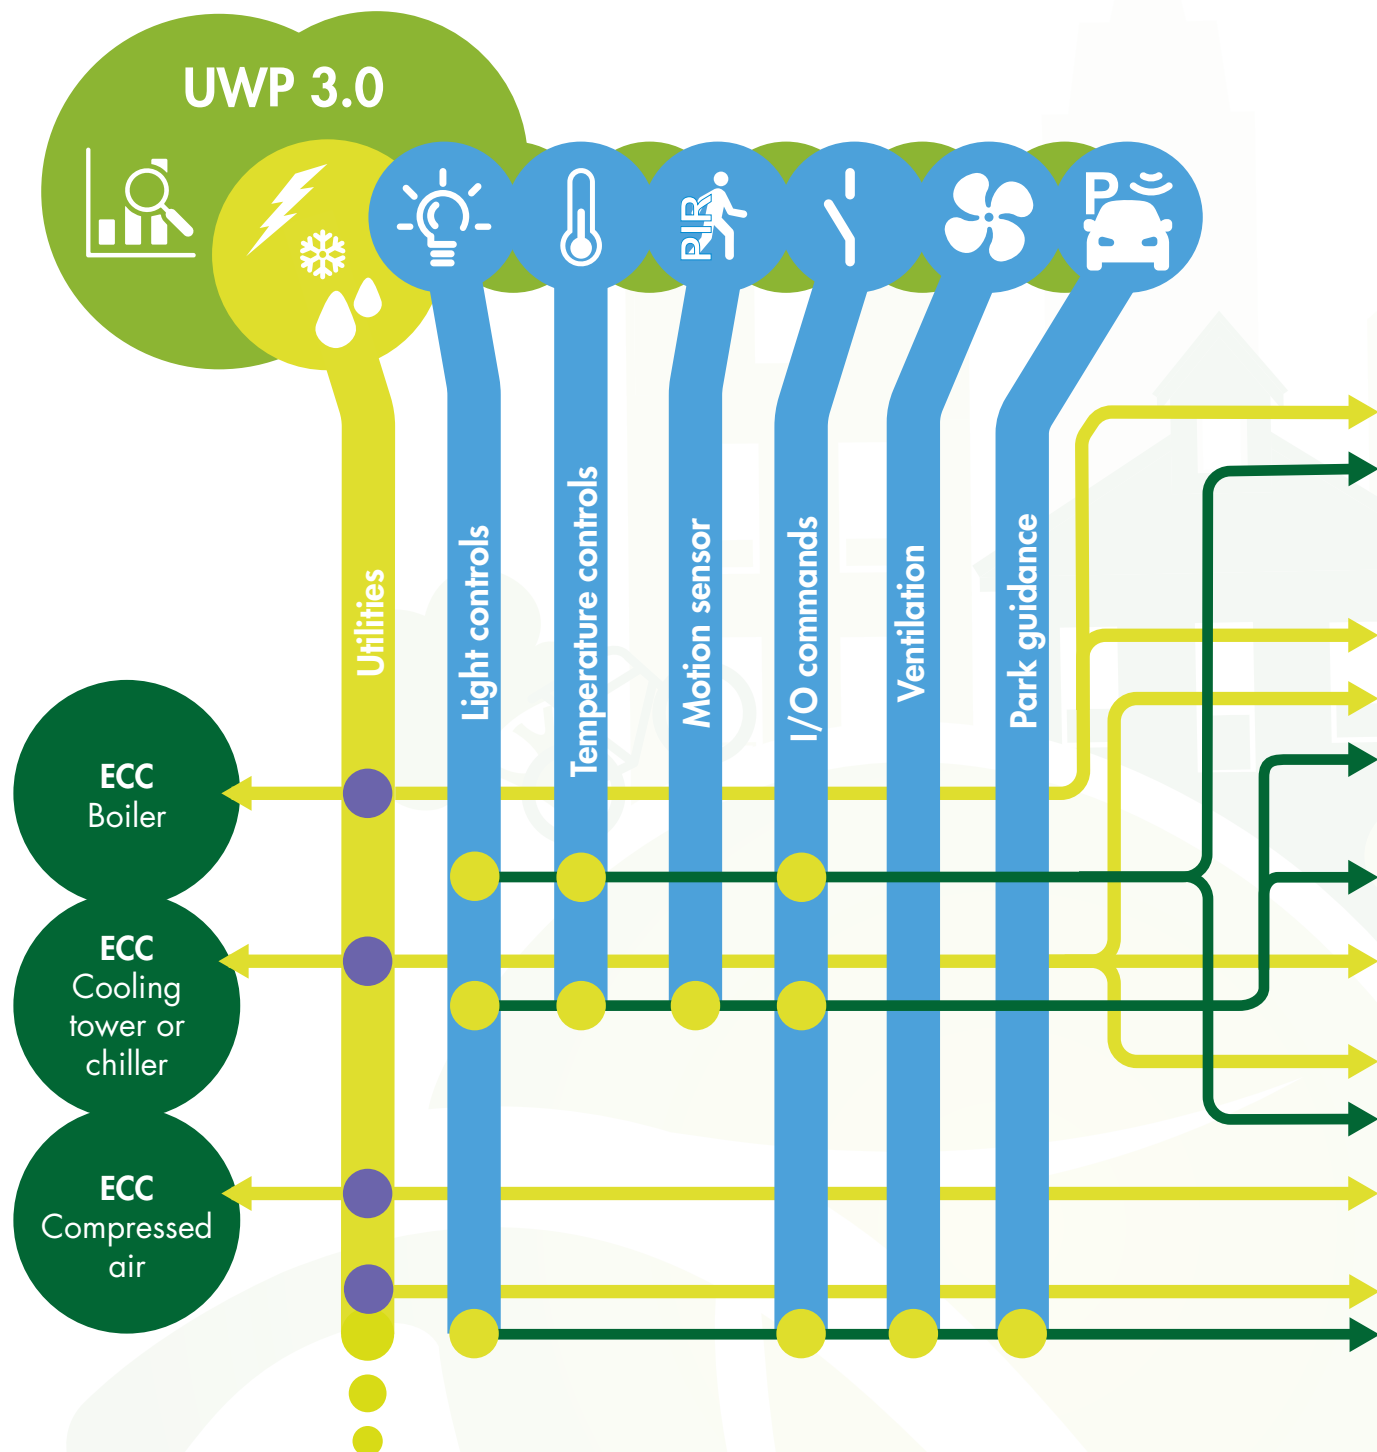 UWP 3.0
PIR
P
Utilities
Light controls
Temperature controls
Motion sensor
I/O commands
Ventilation
Park guidance
ECC
Boiler
ECC
Cooling
tower or
chiller
ECC
Compressed
air